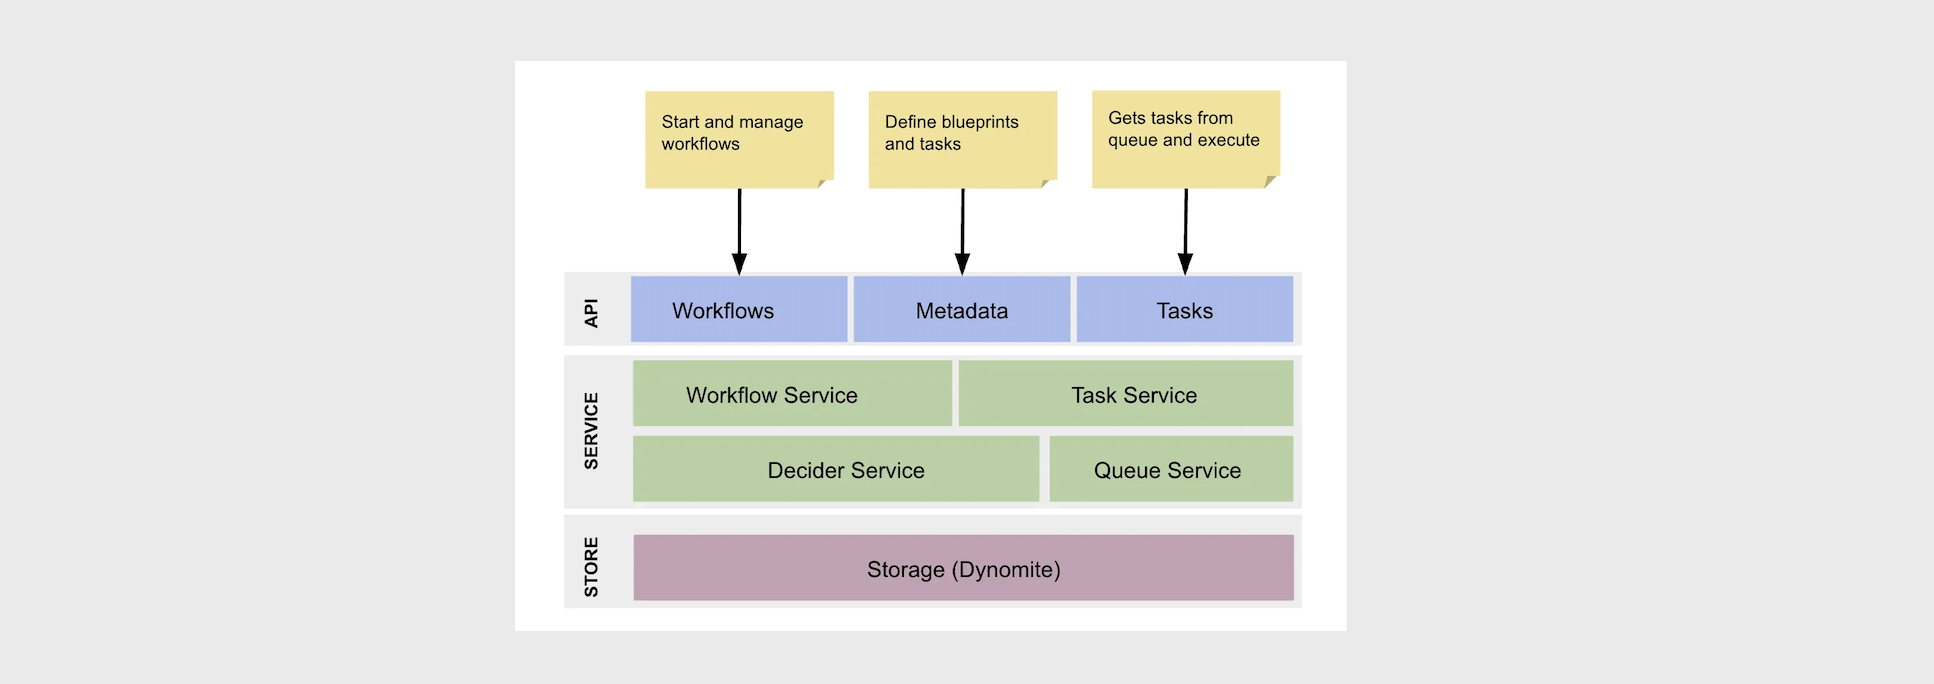 Start and manage
workflows
Define blueprints
and tasks
Gets tasks from
queue and execute
API
Workflows
Metadata
Tasks
SERVICE
Workflow Service
Task Service
Decider Service
Queue Service
STORE
Storage (Dynomite)